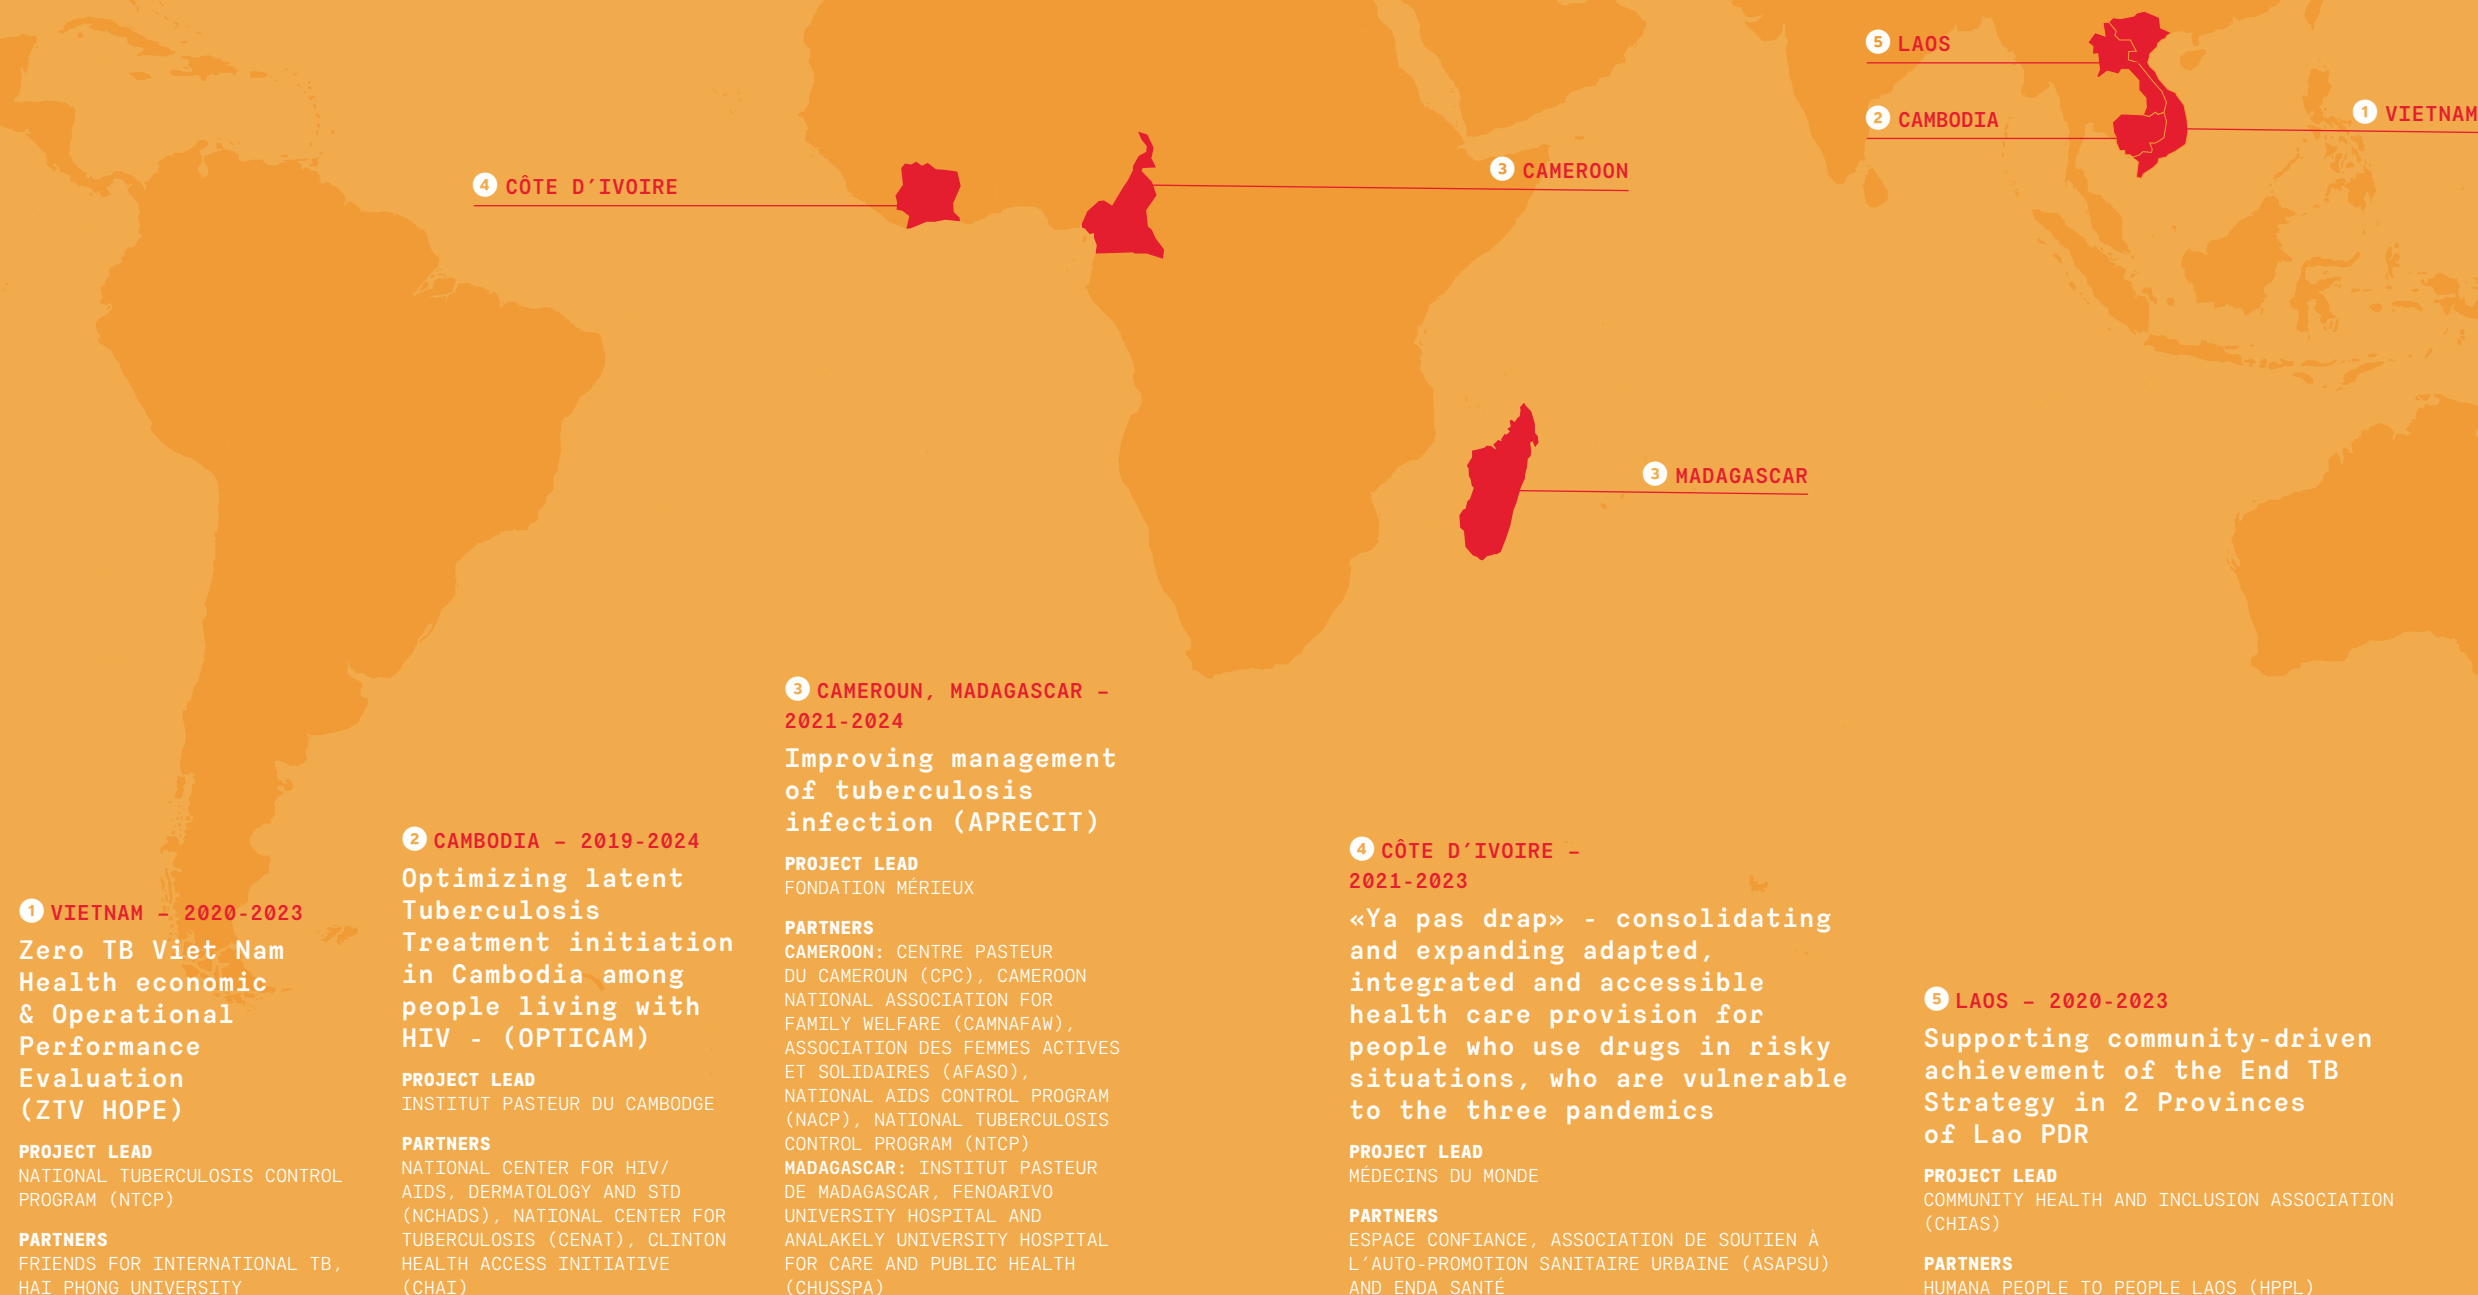 5 LAOS
2 CAMBODIA
1 VIETNAM
3 CAMEROON
4 CÔTE D’IVOIRE
3 MADAGASCAR
1 VIETNAM – 2020-2023
Zero TB Viet Nam
Health economic
& Operational
Performance
Evaluation
(ZTV HOPE)
PROJECT LEAD
NATIONAL TUBERCULOSIS CONTROL
PROGRAM (NTCP)
PARTNERS
FRIENDS FOR INTERNATIONAL TB,
HAI PHONG UNIVERSITY
2 CAMBODIA – 2019-2024
Optimizing latent
Tuberculosis
Treatment initiation
in Cambodia among
people living with
HIV - (OPTICAM)
PROJECT LEAD
INSTITUT PASTEUR DU CAMBODGE
PARTNERS
NATIONAL CENTER FOR HIV/
AIDS, DERMATOLOGY AND STD
(NCHADS), NATIONAL CENTER FOR
TUBERCULOSIS (CENAT), CLINTON
HEALTH ACCESS INITIATIVE
(CHAI)
3 CAMEROUN, MADAGASCAR –
2021-2024
Improving management
of tuberculosis
infection (APRECIT)
PROJECT LEAD
FONDATION MÉRIEUX
PARTNERS
CAMEROON: CENTRE PASTEUR
DU CAMEROUN (CPC), CAMEROON
NATIONAL ASSOCIATION FOR
FAMILY WELFARE (CAMNAFAW),
ASSOCIATION DES FEMMES ACTIVES
ET SOLIDAIRES (AFASO),
NATIONAL AIDS CONTROL PROGRAM
(NACP), NATIONAL TUBERCULOSIS
CONTROL PROGRAM (NTCP)
MADAGASCAR: INSTITUT PASTEUR
DE MADAGASCAR, FENOARIVO
UNIVERSITY HOSPITAL AND
ANALAKELY UNIVERSITY HOSPITAL
FOR CARE AND PUBLIC HEALTH
(CHUSSPA)
4 CÔTE D’IVOIRE –
2021-2023
«Ya pas drap» - consolidating
and expanding adapted,
integrated and accessible
health care provision for
people who use drugs in risky
situations, who are vulnerable
to the three pandemics
PROJECT LEAD
MÉDECINS DU MONDE
PARTNERS
ESPACE CONFIANCE, ASSOCIATION DE SOUTIEN À
L’AUTO-PROMOTION SANITAIRE URBAINE (ASAPSU)
AND ENDA SANTÉ
5 LAOS – 2020-2023
Supporting community-driven
achievement of the End TB
Strategy in 2 Provinces
of Lao PDR
PROJECT LEAD
COMMUNITY HEALTH AND INCLUSION ASSOCIATION
(CHIAS)
PARTNERS
HUMANA PEOPLE TO PEOPLE LAOS (HPPL)